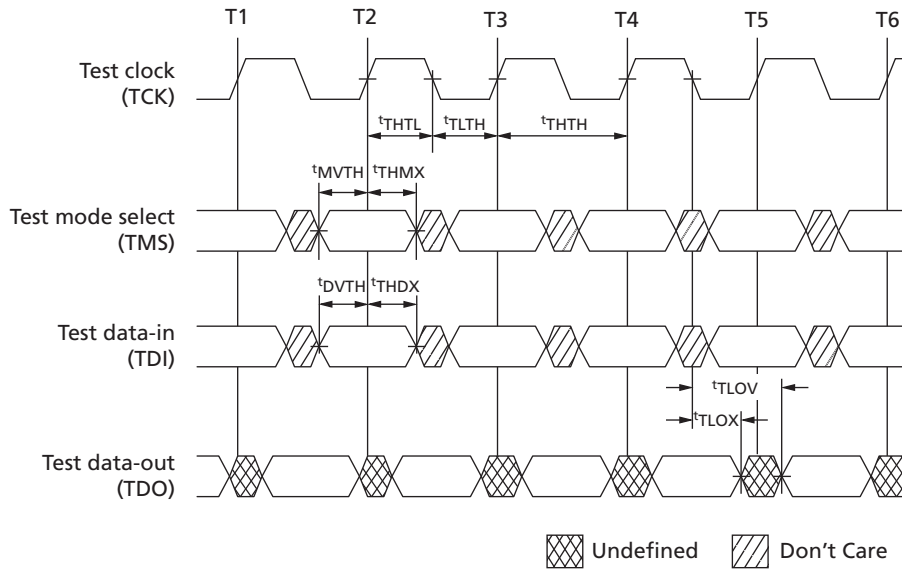 T1 T2 T3 T4 T5 T6
Test clock
(TCK)
tTHTL tTLTH tTHTH
tMVTH tTHMX
Test mode select
(TMS)
tDVTH tTHDX
Test data-in
(TDI)
tTLOV
tTLOX
Test data-out
(TDO)
Undefined Don't Care